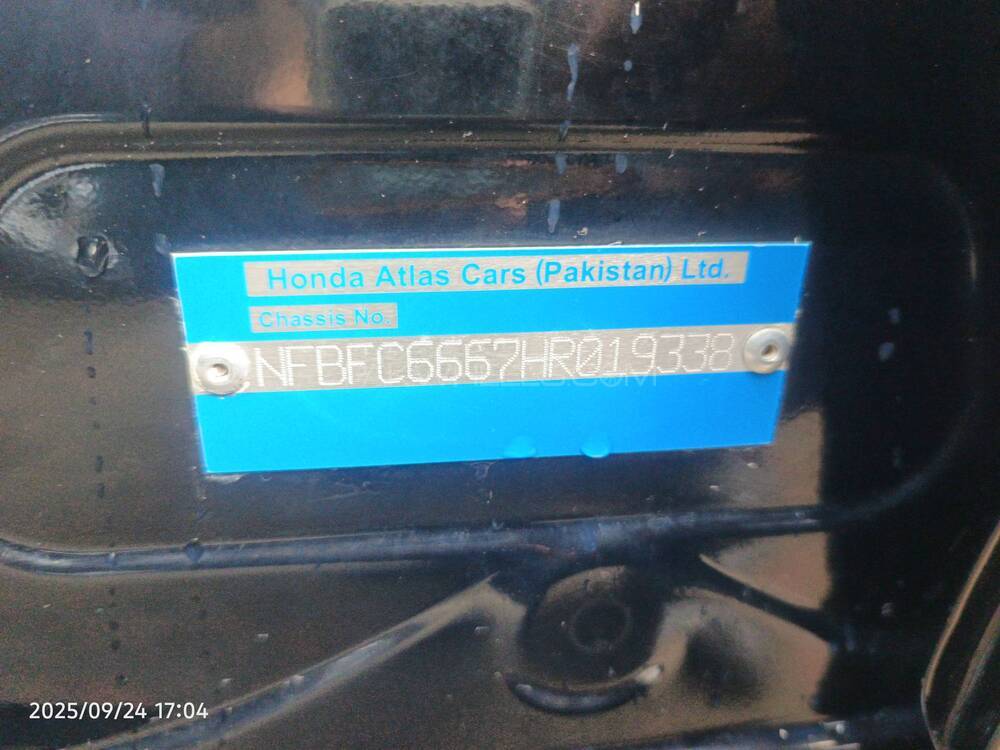 Honda Atlas Cars (Pakistan) Ltd.
Chassis No.
NFBFC6667HR019338
2025/09/24 17:04